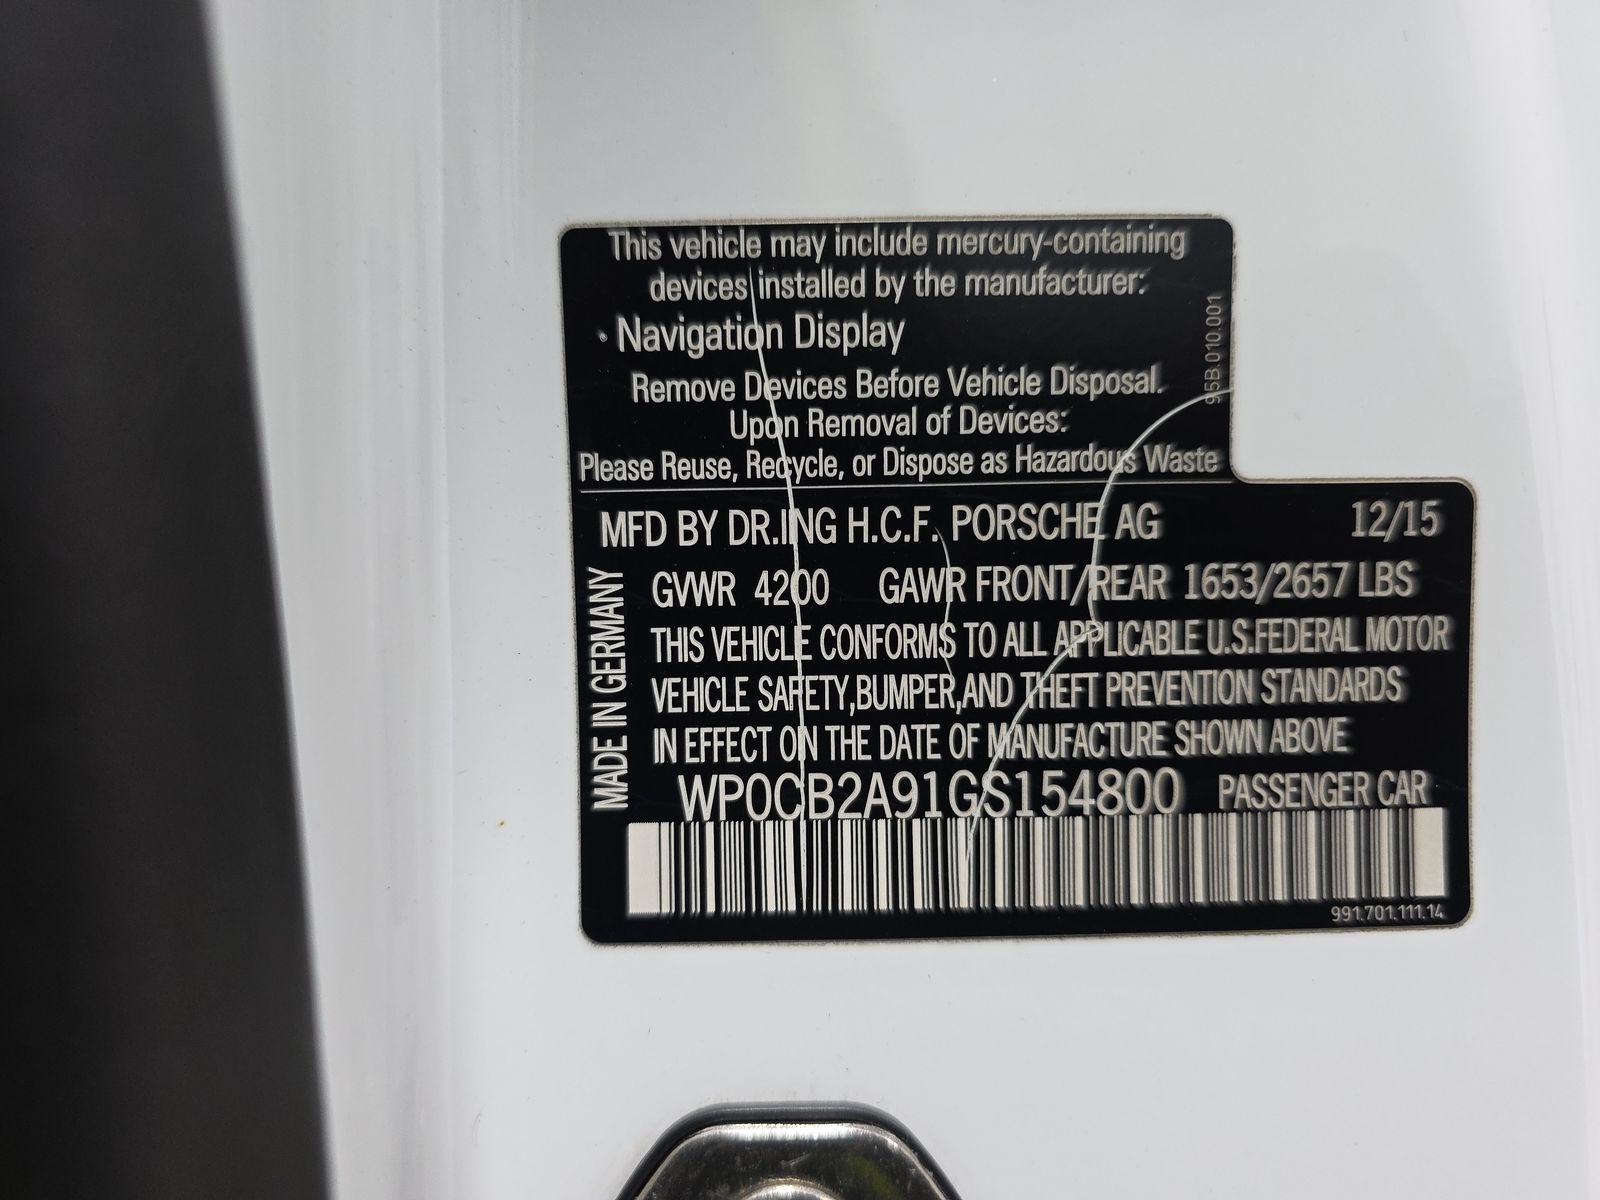 This vehicle may include mercury-containing
devices installed by the manufacturer:
• Navigation Display
Remove Devices Before Vehicle Disposal.
Upon Removal of Devices:
Please Reuse, Recycle, or Dispose as Hazardous Waste
95B.010.001
MFD BY DR.ING H.C.F. PORSCHE AG 12/15
GVWR 4200 GAWR FRONT/REAR 1653/2657 LBS
THIS VEHICLE CONFORMS TO ALL APPLICABLE U.S.FEDERAL MOTOR
VEHICLE SAFETY,BUMPER,AND THEFT PREVENTION STANDARDS
IN EFFECT ON THE DATE OF MANUFACTURE SHOWN ABOVE
MADE IN GERMANY
WP0CB2A91GS154800 PASSENGER CAR
991.701.111.14